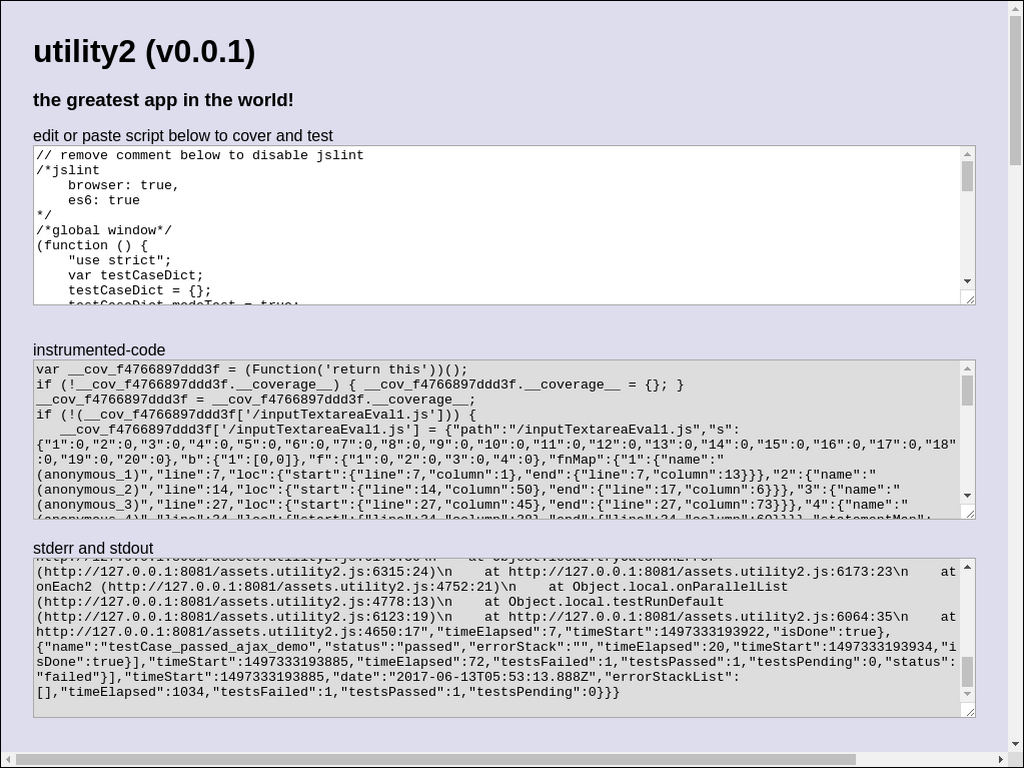 utility2 (v0.0.1)
the greatest app in the world!
edit or paste script below to cover and test
// remove comment below to disable jslint
/*jslint
    browser: true,
    es6: true
*/
/*global window*/
(function () {
    "use strict";
    var testCaseDict;
    testCaseDict = {};
    testCaseDict.modeTest = true;
instrumented-code
var __cov_f4766897ddd3f = (Function('return this'))();
if (!__cov_f4766897ddd3f.__coverage__) { __cov_f4766897ddd3f.__coverage__ = {}; }
__cov_f4766897ddd3f = __cov_f4766897ddd3f.__coverage__;
if (!(__cov_f4766897ddd3f['/inputTextareaEval1.js'])) {
   __cov_f4766897ddd3f['/inputTextareaEval1.js'] = {"path":"/inputTextareaEval1.js","s":
{"1":0,"2":0,"3":0,"4":0,"5":0,"6":0,"7":0,"8":0,"9":0,"10":0,"11":0,"12":0,"13":0,"14":0,"15":0,"16":0,"17":0,"18"
:0,"19":0,"20":0},"b":{"1":[0,0]},"f":{"1":0,"2":0,"3":0,"4":0},"fnMap":{"1":{"name":"
(anonymous_1)","line":7,"loc":{"start":{"line":7,"column":1},"end":{"line":7,"column":13}}},"2":{"name":"
(anonymous_2)","line":14,"loc":{"start":{"line":14,"column":50},"end":{"line":17,"column":6}}},"3":{"name":"
(anonymous_3)","line":27,"loc":{"start":{"line":27,"column":45},"end":{"line":27,"column":73}}},"4":{"name":"
stderr and stdout
(http://127.0.0.1:8081/assets.utility2.js:6315:24)\n    at http://127.0.0.1:8081/assets.utility2.js:6173:23\n    at
onEach2 (http://127.0.0.1:8081/assets.utility2.js:4752:21)\n    at Object.local.onParallelList
(http://127.0.0.1:8081/assets.utility2.js:4778:13)\n    at Object.local.testRunDefault
(http://127.0.0.1:8081/assets.utility2.js:6123:19)\n    at Object.local.testRunDefault
(http://127.0.0.1:8081/assets.utility2.js:6064:35)\n    at
http://127.0.0.1:8081/assets.utility2.js:4650:17","timeElapsed":7,"timeStart":1497333193922,"isDone":true},
{"name":"testCase_passed_ajax_demo","status":"passed","errorStack":"","timeElapsed":20,"timeStart":1497333193934,"i
sDone":true}],"timeStart":1497333193885,"timeElapsed":72,"testsFailed":1,"testsPassed":1,"testsPending":0,"status":
"failed"}],"timeStart":1497333193885,"date":"2017-06-13T05:53:13.888Z","errorStackList":
[],"timeElapsed":1034,"testsFailed":1,"testsPassed":1,"testsPending":0}}}